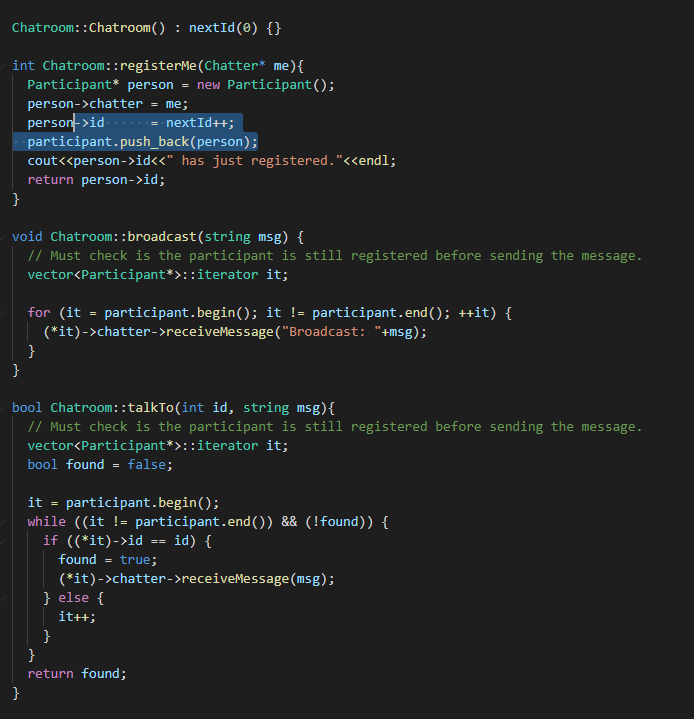 Chatroom::Chatroom() : nextId(0) {}
int Chatroom::registerMe(Chatter* me){
Participant* person = new Participant();
person->chatter = me;
person->id      = nextId++;
participant.push_back(person);
cout<<person->id<<" has just registered."<<endl;
return person->id;
}
void Chatroom::broadcast(string msg) {
// Must check is the participant is still registered before sending the message.
vector<Participant*>::iterator it;
for (it = participant.begin(); it != participant.end(); ++it) {
(*it)->chatter->receiveMessage("Broadcast: "+msg);
}
}
bool Chatroom::talkTo(int id, string msg){
// Must check is the participant is still registered before sending the message.
vector<Participant*>::iterator it;
bool found = false;
it = participant.begin();
while ((it != participant.end()) && (!found)) {
if ((*it)->id == id) {
found = true;
(*it)->chatter->receiveMessage(msg);
} else {
it++;
}
}
return found;
}